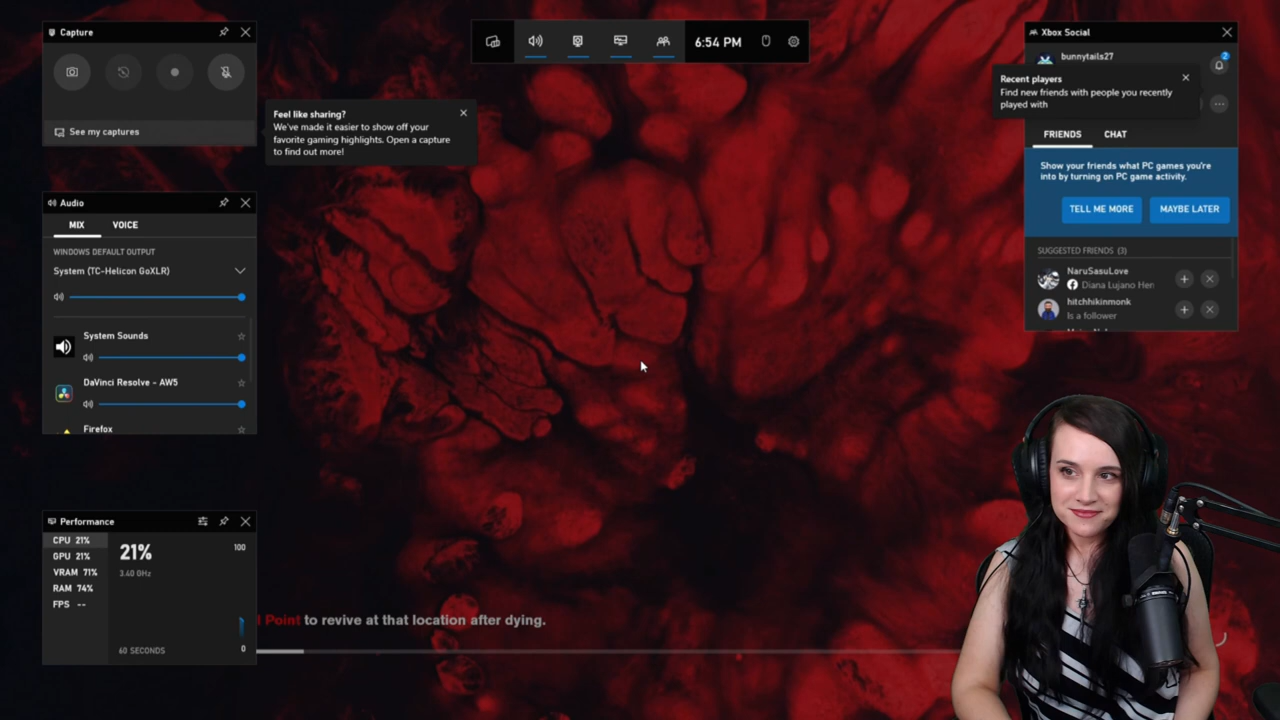 Capture
See my captures
Feel like sharing?
We've made it easier to show off your
favorite gaming highlights. Open a capture
to find out more!
6:54 PM
Xbox Social
bunnytails27
2
Recent players
Find new friends with people you recently
played with
FRIENDS CHAT
Show your friends what PC games you're
into by turning on PC game activity.
TELL ME MORE MAYBE LATER
SUGGESTED FRIENDS (3)
NaruSasuLove
Diana Lujano Her
hitchhikinmonk
Is a follower
Audio
MIX VOICE
WINDOWS DEFAULT OUTPUT
System (TC-Helicon GoXLR)
System Sounds
DaVinci Resolve - AW5
Firefox
Performance
CPU 21%
GPU 21%
VRAM 71%
RAM 74%
FPS --
21%
3.40 GHz
100
0
60 SECONDS
Point to revive at that location after dying.